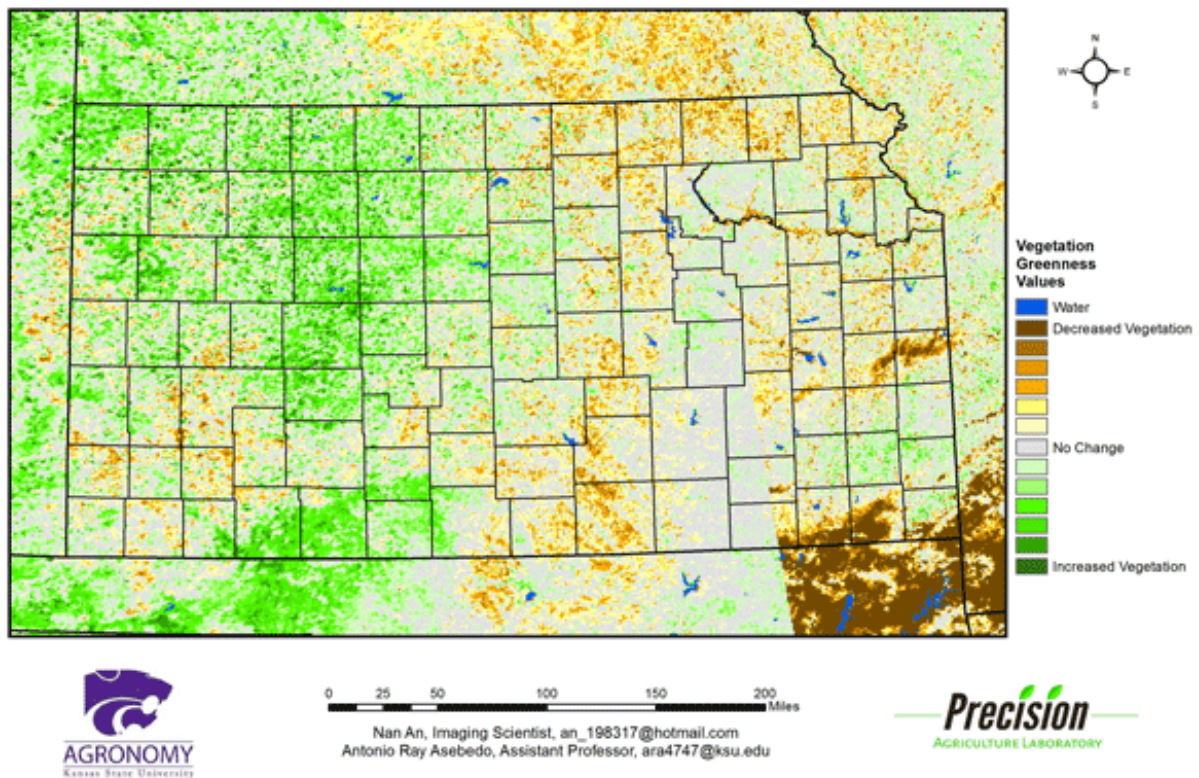 N
W E
S
Vegetation
Greenness
Values
Water
Decreased Vegetation
No Change
Increased Vegetation
0 25 50 100 150 200
Miles
Nan An, Imaging Scientist, an_198317@hotmail.com
Antonio Ray Asebedo, Assistant Professor, ara4747@ksu.edu
AGRONOMY
Kansas State University
Precision
AGRICULTURE LABORATORY